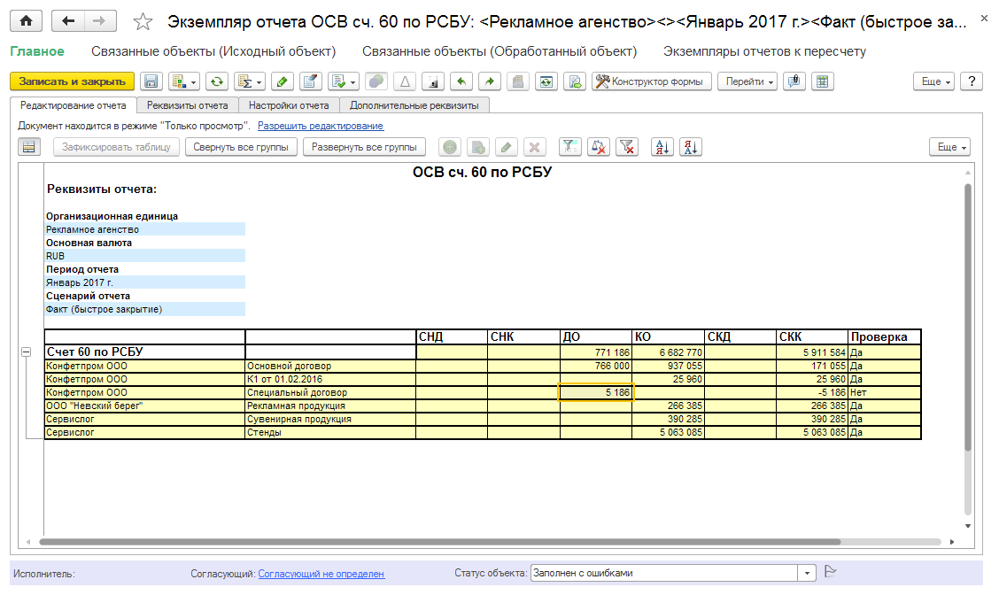 Экземпляр отчета ОСВ сч. 60 по РСБУ: <Рекламное агенство><><Январь 2017 г.><Факт (быстрое за...
Главное Связанные объекты (Исходный объект) Связанные объекты (Обработанный объект) Экземпляры отчетов к пересчету
Записать и закрыть Конструктор формы Перейти Еще ?
Редактирование отчета Реквизиты отчета Настройки отчета Дополнительные реквизиты
Документ находится в режиме "Только просмотр". Разрешить редактирование
Зафиксировать таблицу Свернуть все группы Развернуть все группы Еще
ОСВ сч. 60 по РСБУ
Реквизиты отчета:
Организационная единица
Рекламное агенство
Основная валюта
RUB
Период отчета
Январь 2017 г.
Сценарий отчета
Факт (быстрое закрытие)
СНД СНК ДО КО СКД СКК Проверка
Счет 60 по РСБУ 771 186 6 682 770 5 911 584 Да
Конфетпром ООО Основной договор 766 000 937 055 171 055 Да
Конфетпром ООО К1 от 01.02.2016 25 960 25 960 Да
Конфетпром ООО Специальный договор 5 186 -5 186 Нет
ООО "Невский берег" Рекламная продукция 266 385 266 385 Да
Сервислог Сувенирная продукция 390 285 390 285 Да
Сервислог Стенды 5 063 085 5 063 085 Да
Исполнитель: Согласующий: Согласующий не определен Статус объекта: Заполнен с ошибками